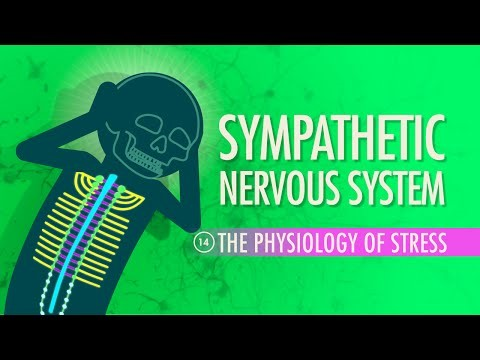 SYMPATHETIC
NERVOUS SYSTEM
14 THE PHYSIOLOGY OF STRESS